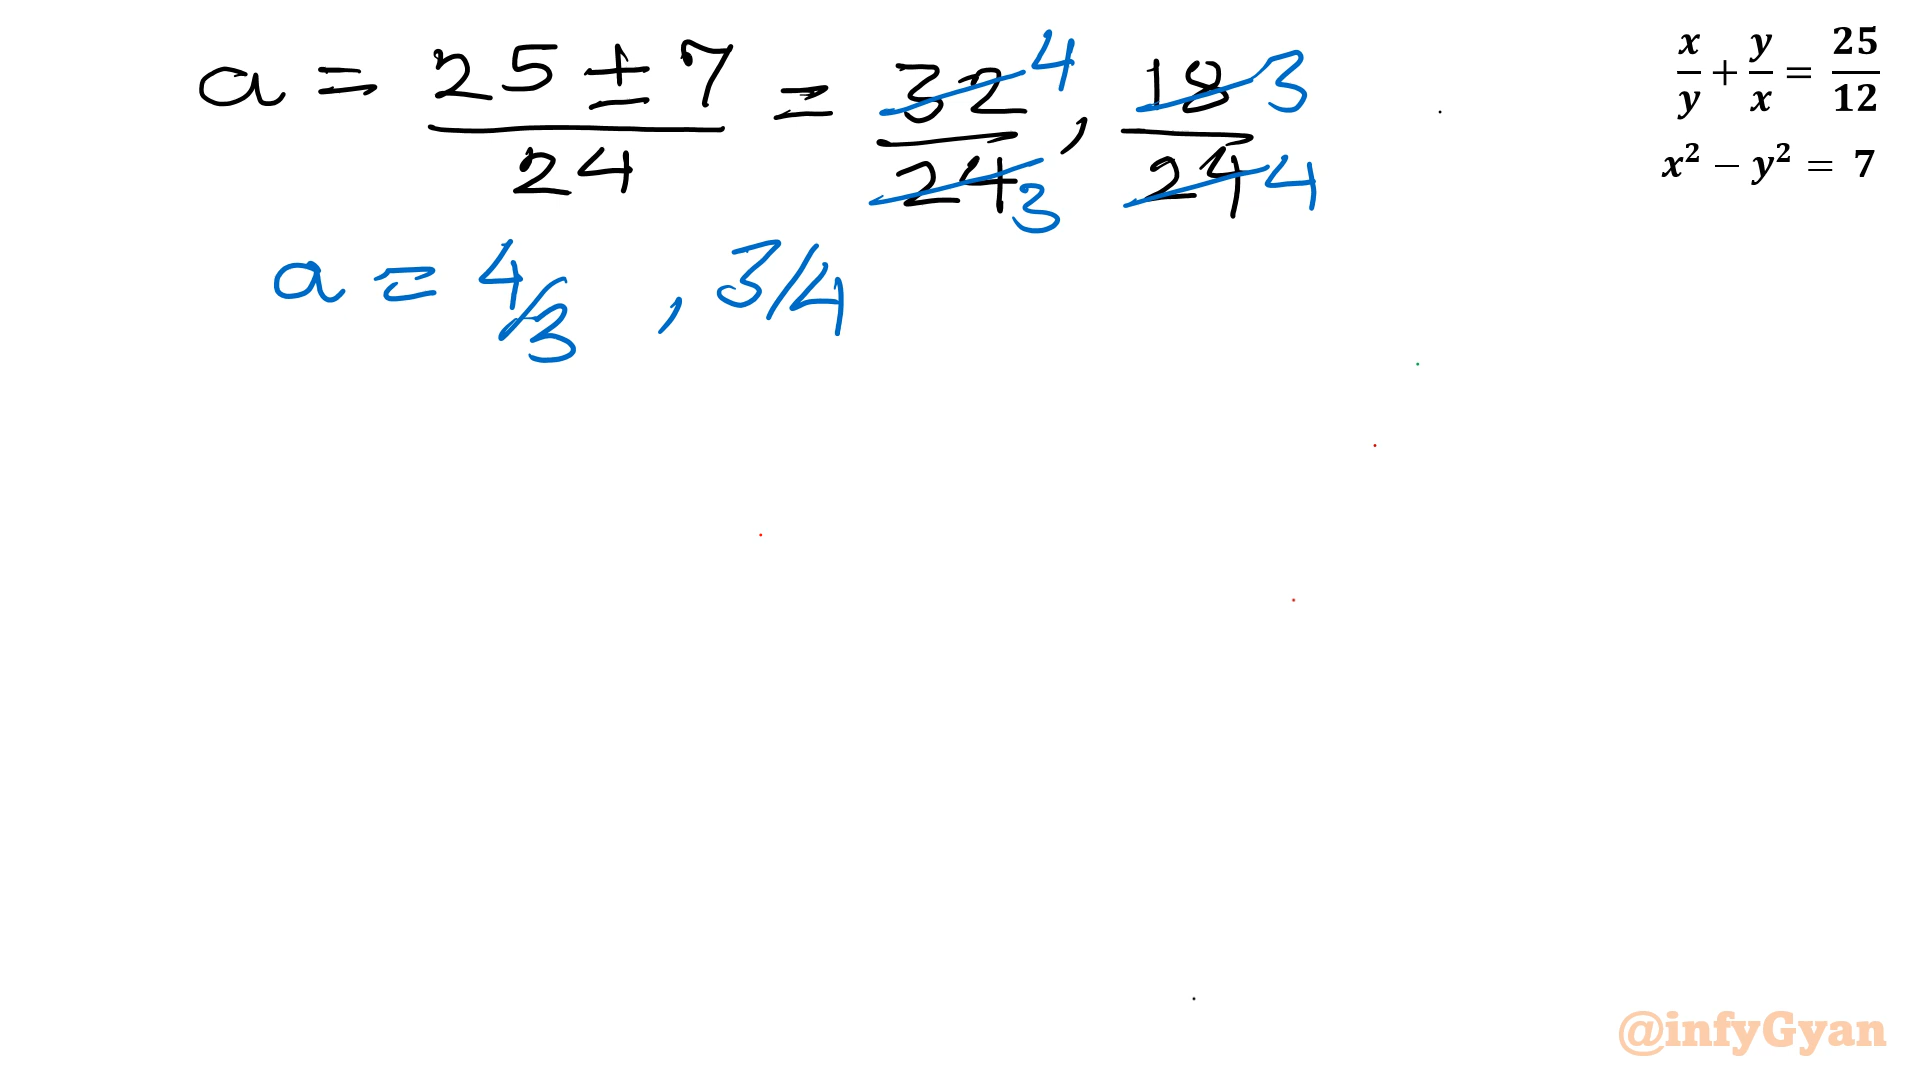 a = (25 ± 7)/24 = 32/24 4/3, 18/24 3/4
a = 4/3 , 3/4
x/y + y/x = 25/12
x² − y² = 7
@infyGyan